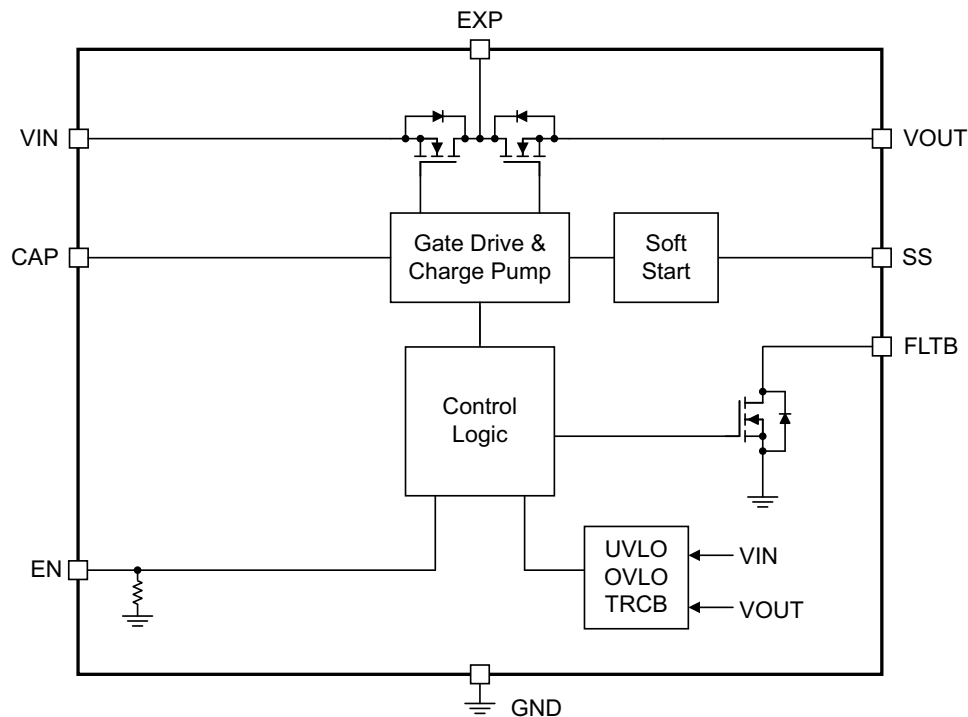 EXP
VIN
VOUT
Gate Drive &
Charge Pump
Soft
Start
CAP
SS
FLTB
Control
Logic
EN
UVLO
OVLO
TRCB
VIN
VOUT
GND